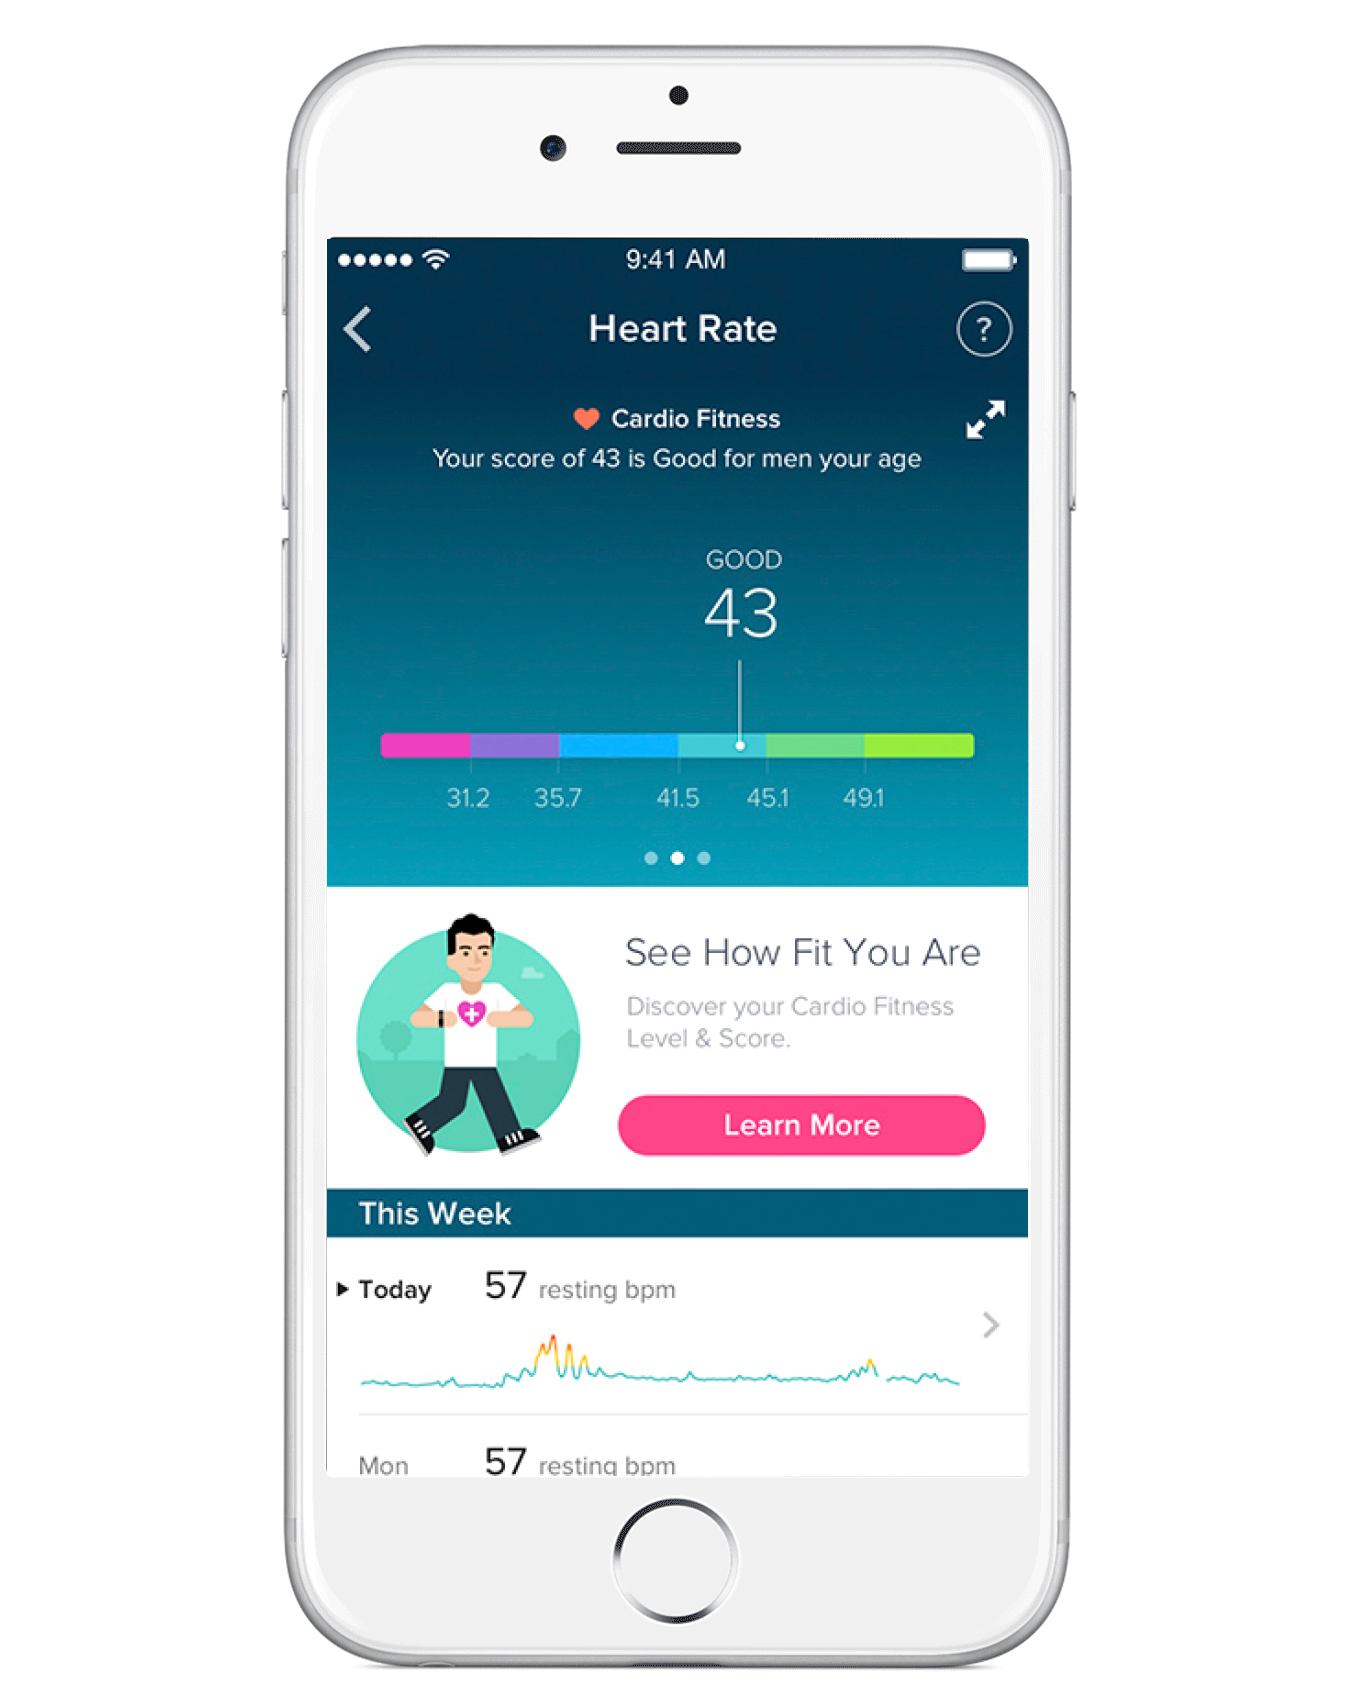 9:41 AM
Heart Rate
?
Cardio Fitness
Your score of 43 is Good for men your age
GOOD
43
31.2 35.7 41.5 45.1 49.1
See How Fit You Are
Discover your Cardio Fitness
Level & Score.
Learn More
This Week
Today 57 resting bpm
Mon 57 resting bpm